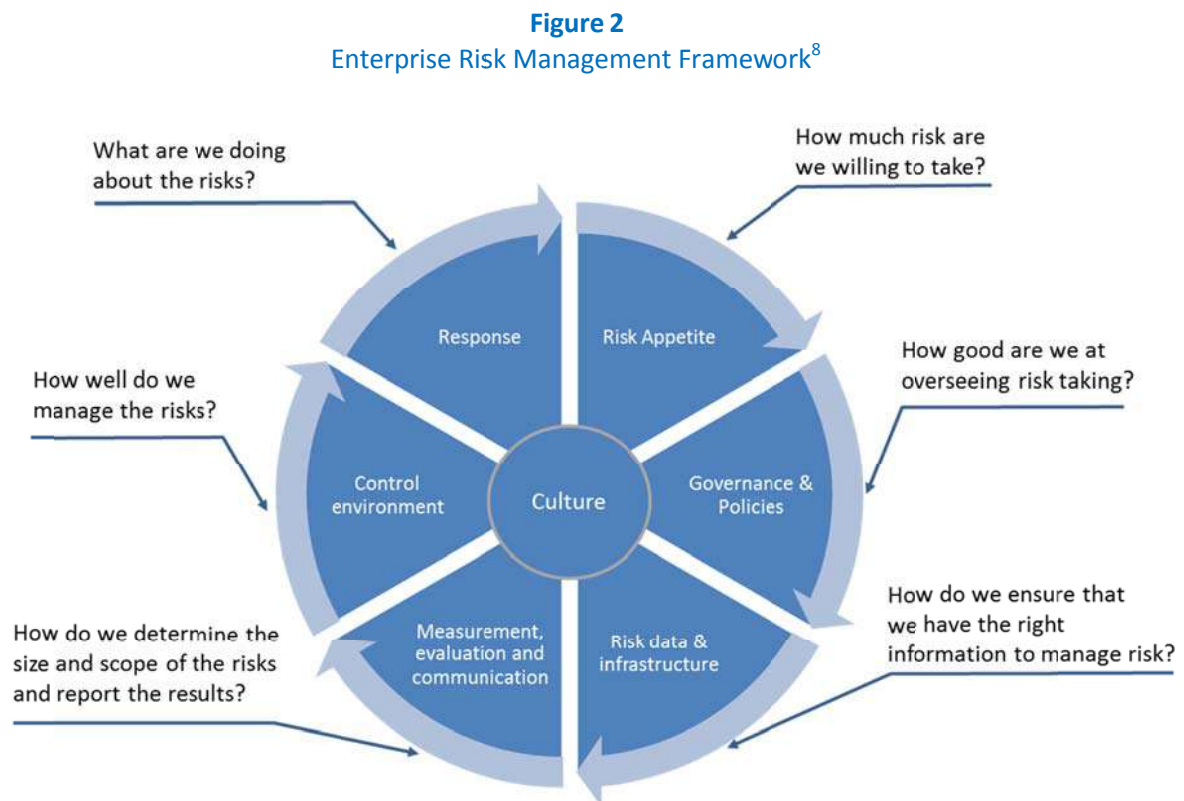 Figure 2
Enterprise Risk Management Framework8
What are we doing
about the risks?
How much risk are
we willing to take?
Response
Risk Appetite
How well do we
manage the risks?
How good are we at
overseeing risk taking?
Control
environment
Culture
Governance &
Policies
How do we determine the
size and scope of the risks
and report the results?
Measurement,
evaluation and
communication
Risk data &
infrastructure
How do we ensure that
we have the right
information to manage risk?